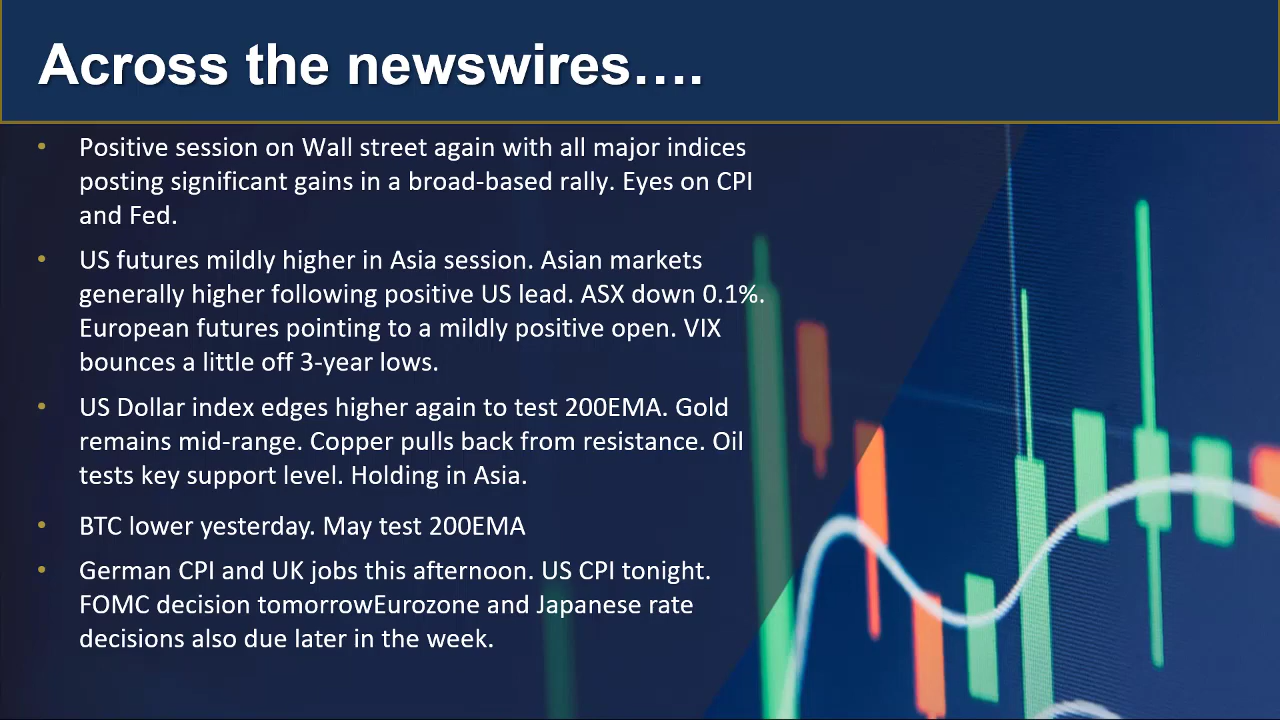 Across the newswires….
• Positive session on Wall street again with all major indices
posting significant gains in a broad-based rally. Eyes on CPI
and Fed.
• US futures mildly higher in Asia session. Asian markets
generally higher following positive US lead. ASX down 0.1%.
European futures pointing to a mildly positive open. VIX
bounces a little off 3-year lows.
• US Dollar index edges higher again to test 200EMA. Gold
remains mid-range. Copper pulls back from resistance. Oil
tests key support level. Holding in Asia.
• BTC lower yesterday. May test 200EMA
• German CPI and UK jobs this afternoon. US CPI tonight.
FOMC decision tomorrowEurozone and Japanese rate
decisions also due later in the week.